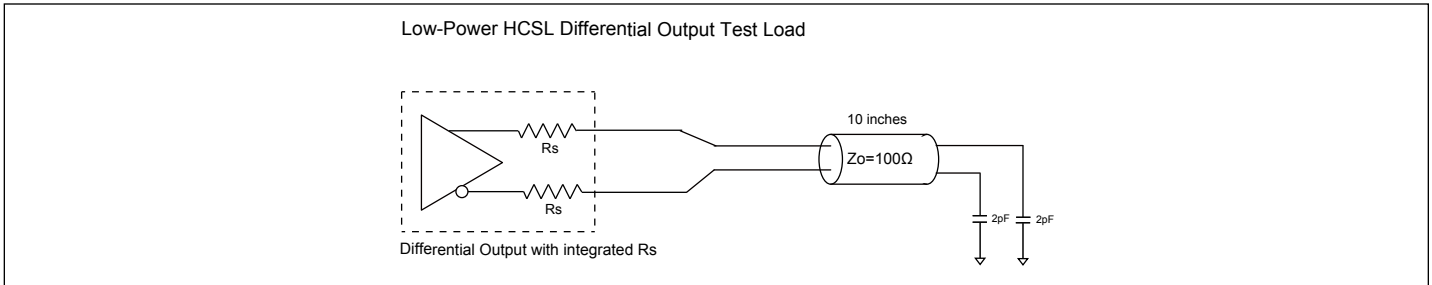 Low-Power HCSL Differential Output Test Load
10 inches
Rs
Zo=100Ω
Rs
2pF
2pF
Differential Output with integrated Rs